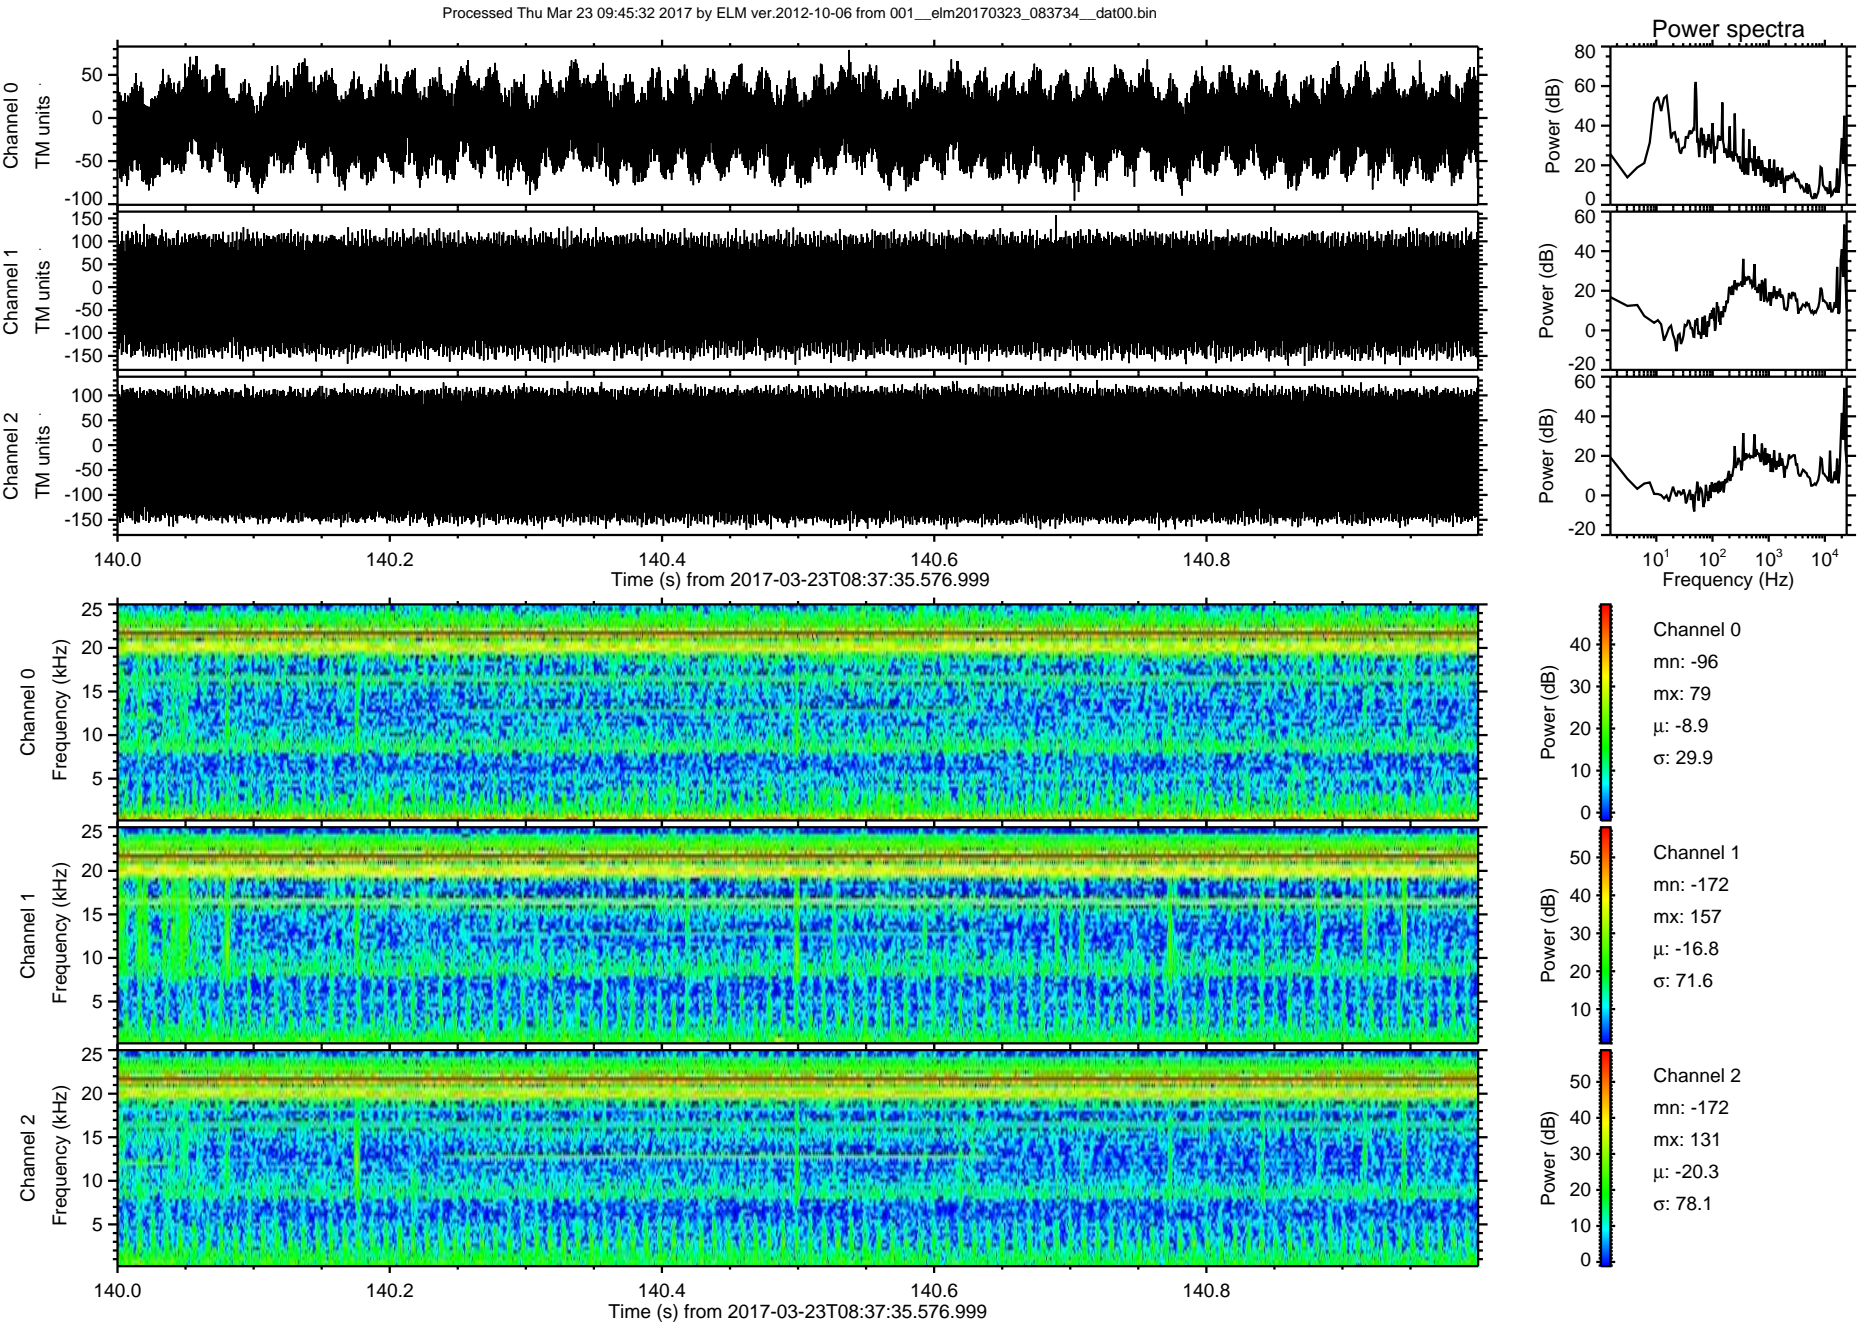 Processed Thu Mar 23 09:45:32 2017 by ELM ver.2012-10-06 from 001__elm20170323_083734__dat00.bin
Power spectra
Channel 0
TM units
50
0
-50
-100
Power (dB)
80
60
40
20
0
Channel 1
TM units
150
100
50
0
-50
-100
-150
Power (dB)
60
40
20
0
-20
Channel 2
TM units
100
50
0
-50
-100
-150
Power (dB)
60
40
20
0
-20
140.0 140.2 140.4 140.6 140.8
Time (s) from 2017-03-23T08:37:35.576.999
10^1 10^2 10^3 10^4
Frequency (Hz)
Channel 0
Frequency (kHz)
25
20
15
10
5
Power (dB)
40
30
20
10
0
Channel 0
mn: -96
mx: 79
μ: -8.9
σ: 29.9
Channel 1
Frequency (kHz)
25
20
15
10
5
Power (dB)
50
40
30
20
10
Channel 1
mn: -172
mx: 157
μ: -16.8
σ: 71.6
Channel 2
Frequency (kHz)
25
20
15
10
5
Power (dB)
50
40
30
20
10
0
Channel 2
mn: -172
mx: 131
μ: -20.3
σ: 78.1
140.0 140.2 140.4 140.6 140.8
Time (s) from 2017-03-23T08:37:35.576.999